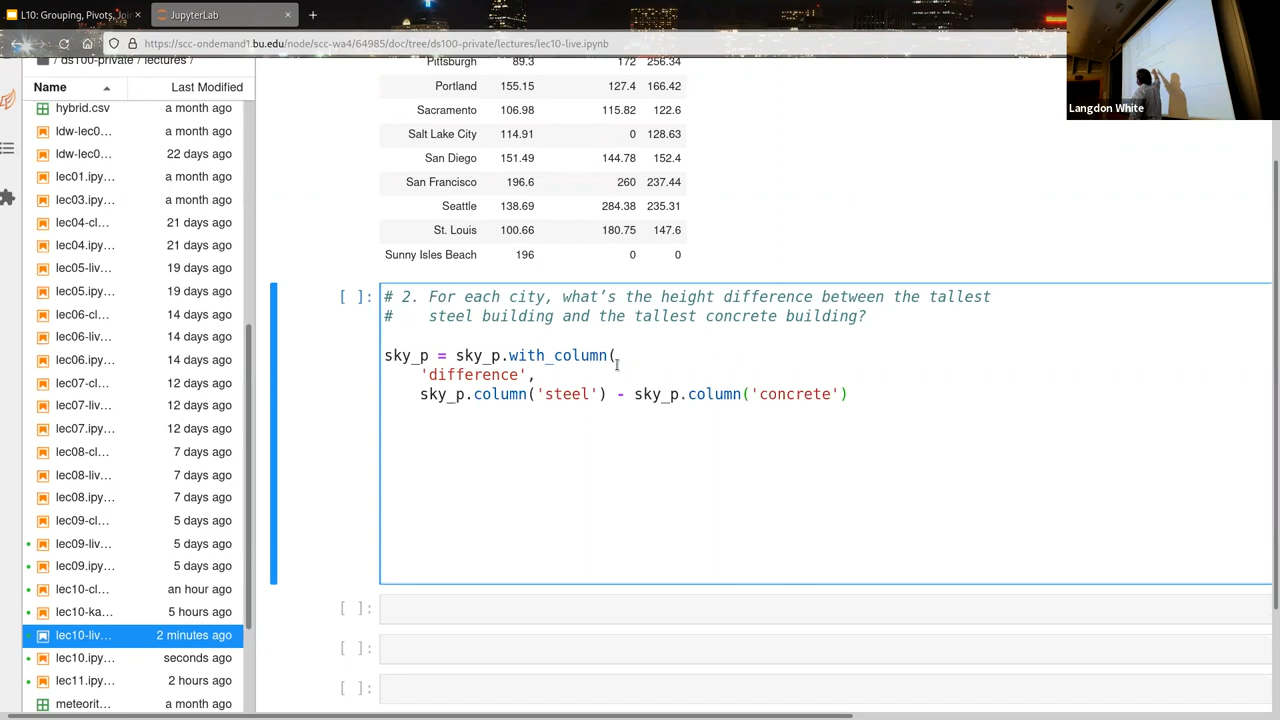 L10: Grouping, Pivots, Joi
JupyterLab
https://scc-ondemand1.bu.edu/node/scc-wa4/64985/doc/tree/ds100-private/lectures/lec10-live.ipynb
Langdon White
/ ds100-private / lectures /
Name Last Modified
hybrid.csv a month ago
ldw-lec0... a month ago
ldw-lec0... 22 days ago
lec01.ipy... a month ago
lec03.ipy... a month ago
lec04-cl... 21 days ago
lec04.ipy... 21 days ago
lec05-liv... 19 days ago
lec05.ipy... 19 days ago
lec06-cl... 14 days ago
lec06-liv... 14 days ago
lec06.ipy... 14 days ago
lec07-cl... 12 days ago
lec07-liv... 12 days ago
lec07.ipy... 12 days ago
lec08-cl... 7 days ago
lec08-liv... 7 days ago
lec08.ipy... 7 days ago
lec09-cl... 5 days ago
lec09-liv... 5 days ago
lec09.ipy... 5 days ago
lec10-cl... an hour ago
lec10-ka... 5 hours ago
lec10-liv... 2 minutes ago
lec10.ipy... seconds ago
lec11.ipy... 2 hours ago
meteorit... a month ago
Pittsburgh 89.3 172 256.34
Portland 155.15 127.4 166.42
Sacramento 106.98 115.82 122.6
Salt Lake City 114.91 0 128.63
San Diego 151.49 144.78 152.4
San Francisco 196.6 260 237.44
Seattle 138.69 284.38 235.31
St. Louis 100.66 180.75 147.6
Sunny Isles Beach 196 0 0
[ ]: # 2. For each city, what's the height difference between the tallest
# steel building and the tallest concrete building?
sky_p = sky_p.with_column(
'difference',
sky_p.column('steel') - sky_p.column('concrete')
[ ]:
[ ]:
[ ]: